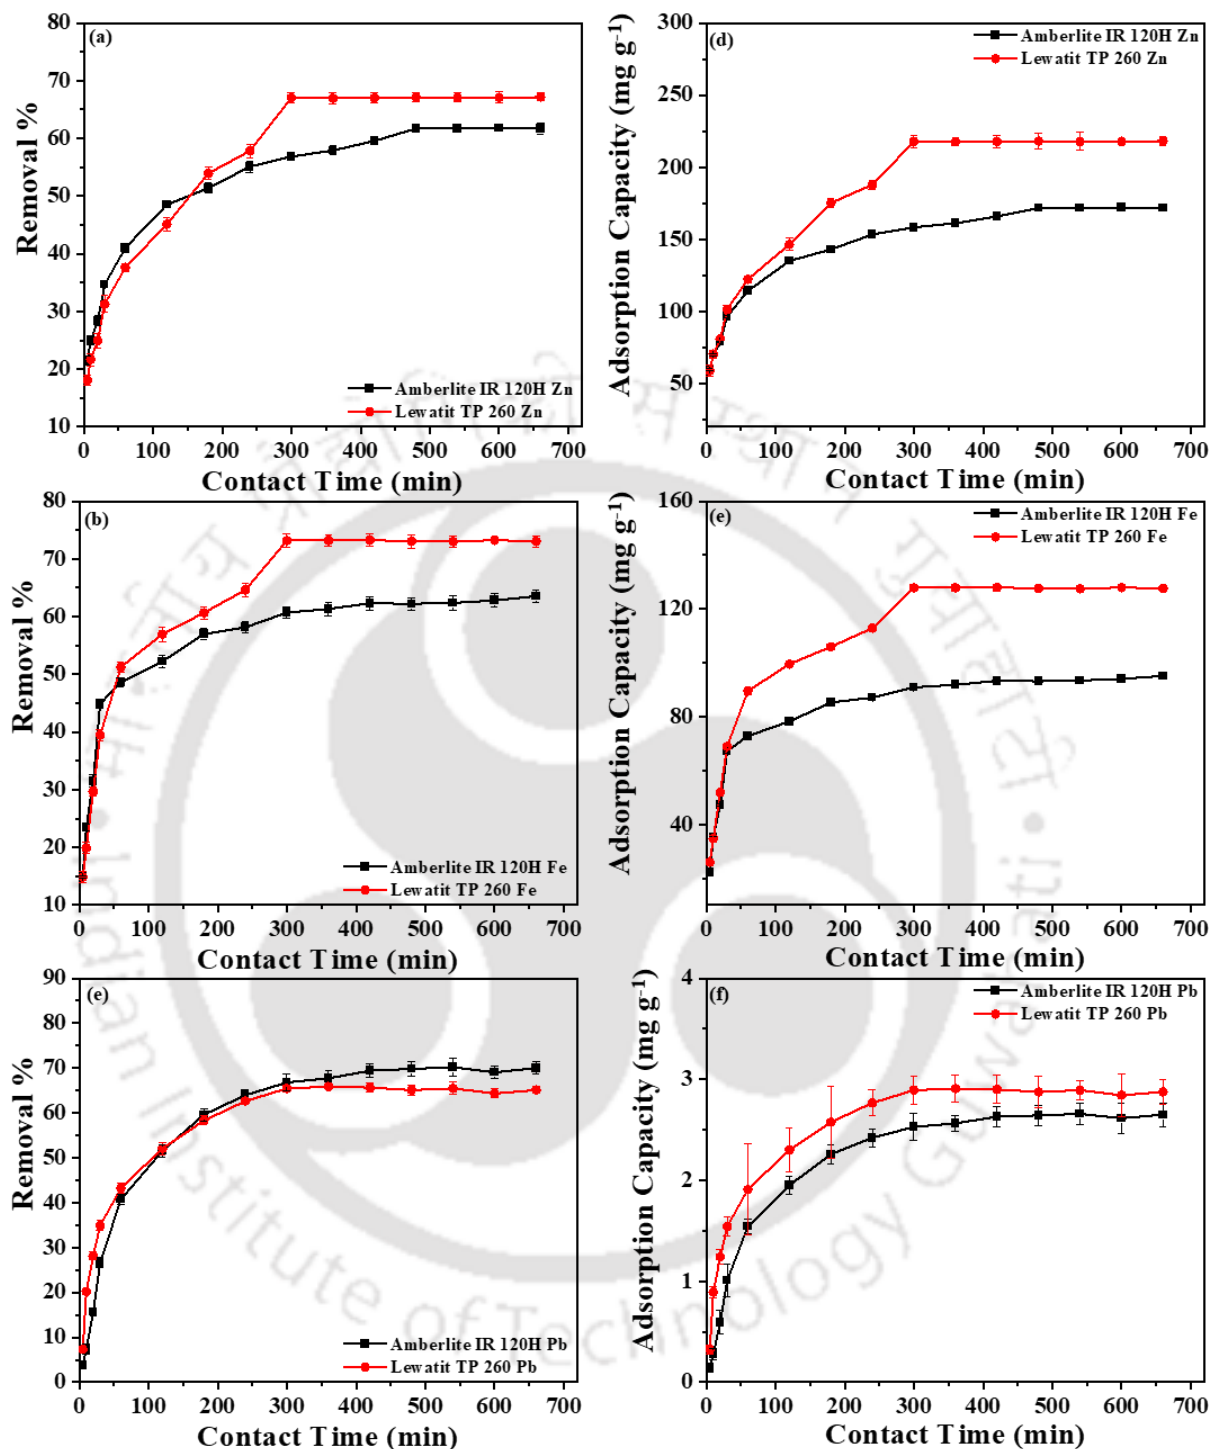 (a)
80
70
60
50
40
30
20
10
Removal %
Amberlite IR 120H Zn
Lewatit TP 260 Zn
0 100 200 300 400 500 600 700
Contact Time (min)
(d)
300
250
200
150
100
50
Adsorption Capacity (mg g-1)
Amberlite IR 120H Zn
Lewatit TP 260 Zn
0 100 200 300 400 500 600 700
Contact Time (min)
(b)
80
70
60
50
40
30
20
10
Removal %
Amberlite IR 120H Fe
Lewatit TP 260 Fe
0 100 200 300 400 500 600 700
Contact Time (min)
(e)
160
120
80
40
Adsorption Capacity (mg g-1)
Amberlite IR 120H Fe
Lewatit TP 260 Fe
0 100 200 300 400 500 600 700
Contact Time (min)
(e)
90
80
70
60
50
40
30
20
10
0
Removal %
Amberlite IR 120H Pb
Lewatit TP 260 Pb
0 100 200 300 400 500 600 700
Contact Time (min)
(f)
4
3
2
1
0
Adsorption Capacity (mg g-1)
Amberlite IR 120H Pb
Lewatit TP 260 Pb
0 100 200 300 400 500 600 700
Contact Time (min)
Indian Institute of Technology Guwahati